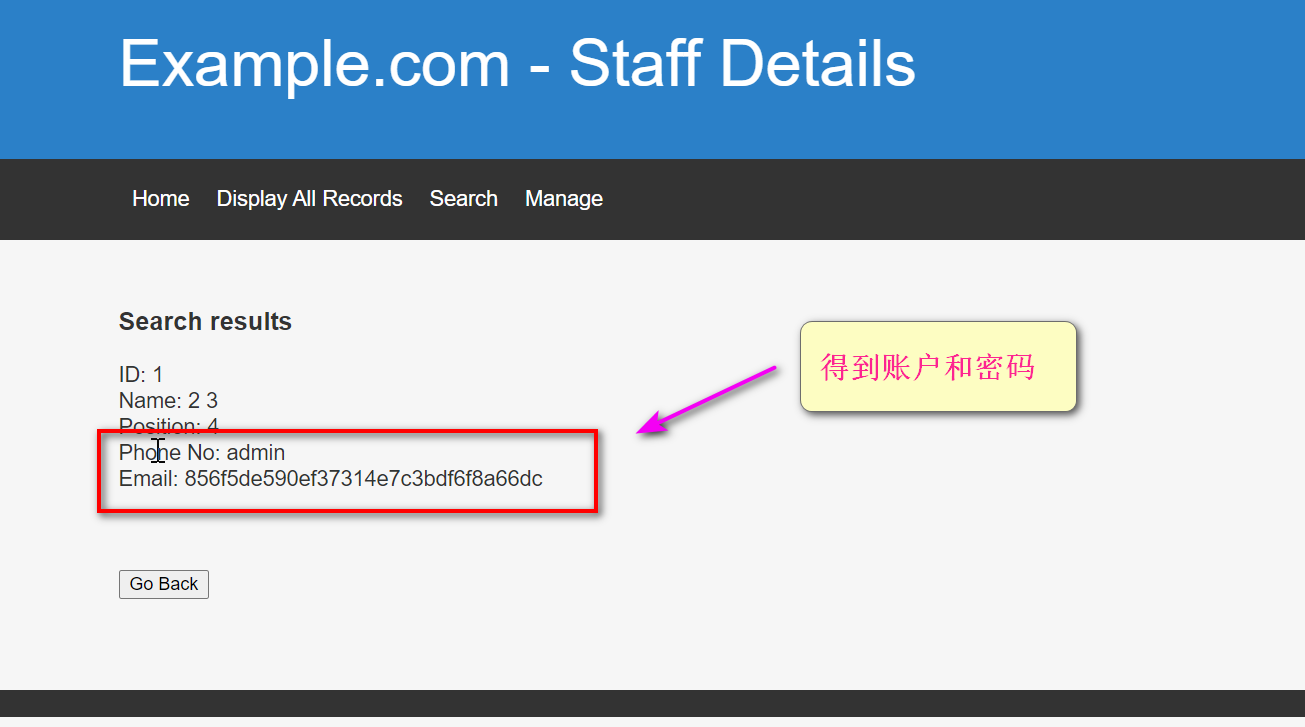 Example.com - Staff Details
Home Display All Records Search Manage
Search results
ID: 1
Name: 2 3
Position: 4
Phone No: admin
Email: 856f5de590ef37314e7c3bdf6f8a66dc
得到账户和密码
Go Back